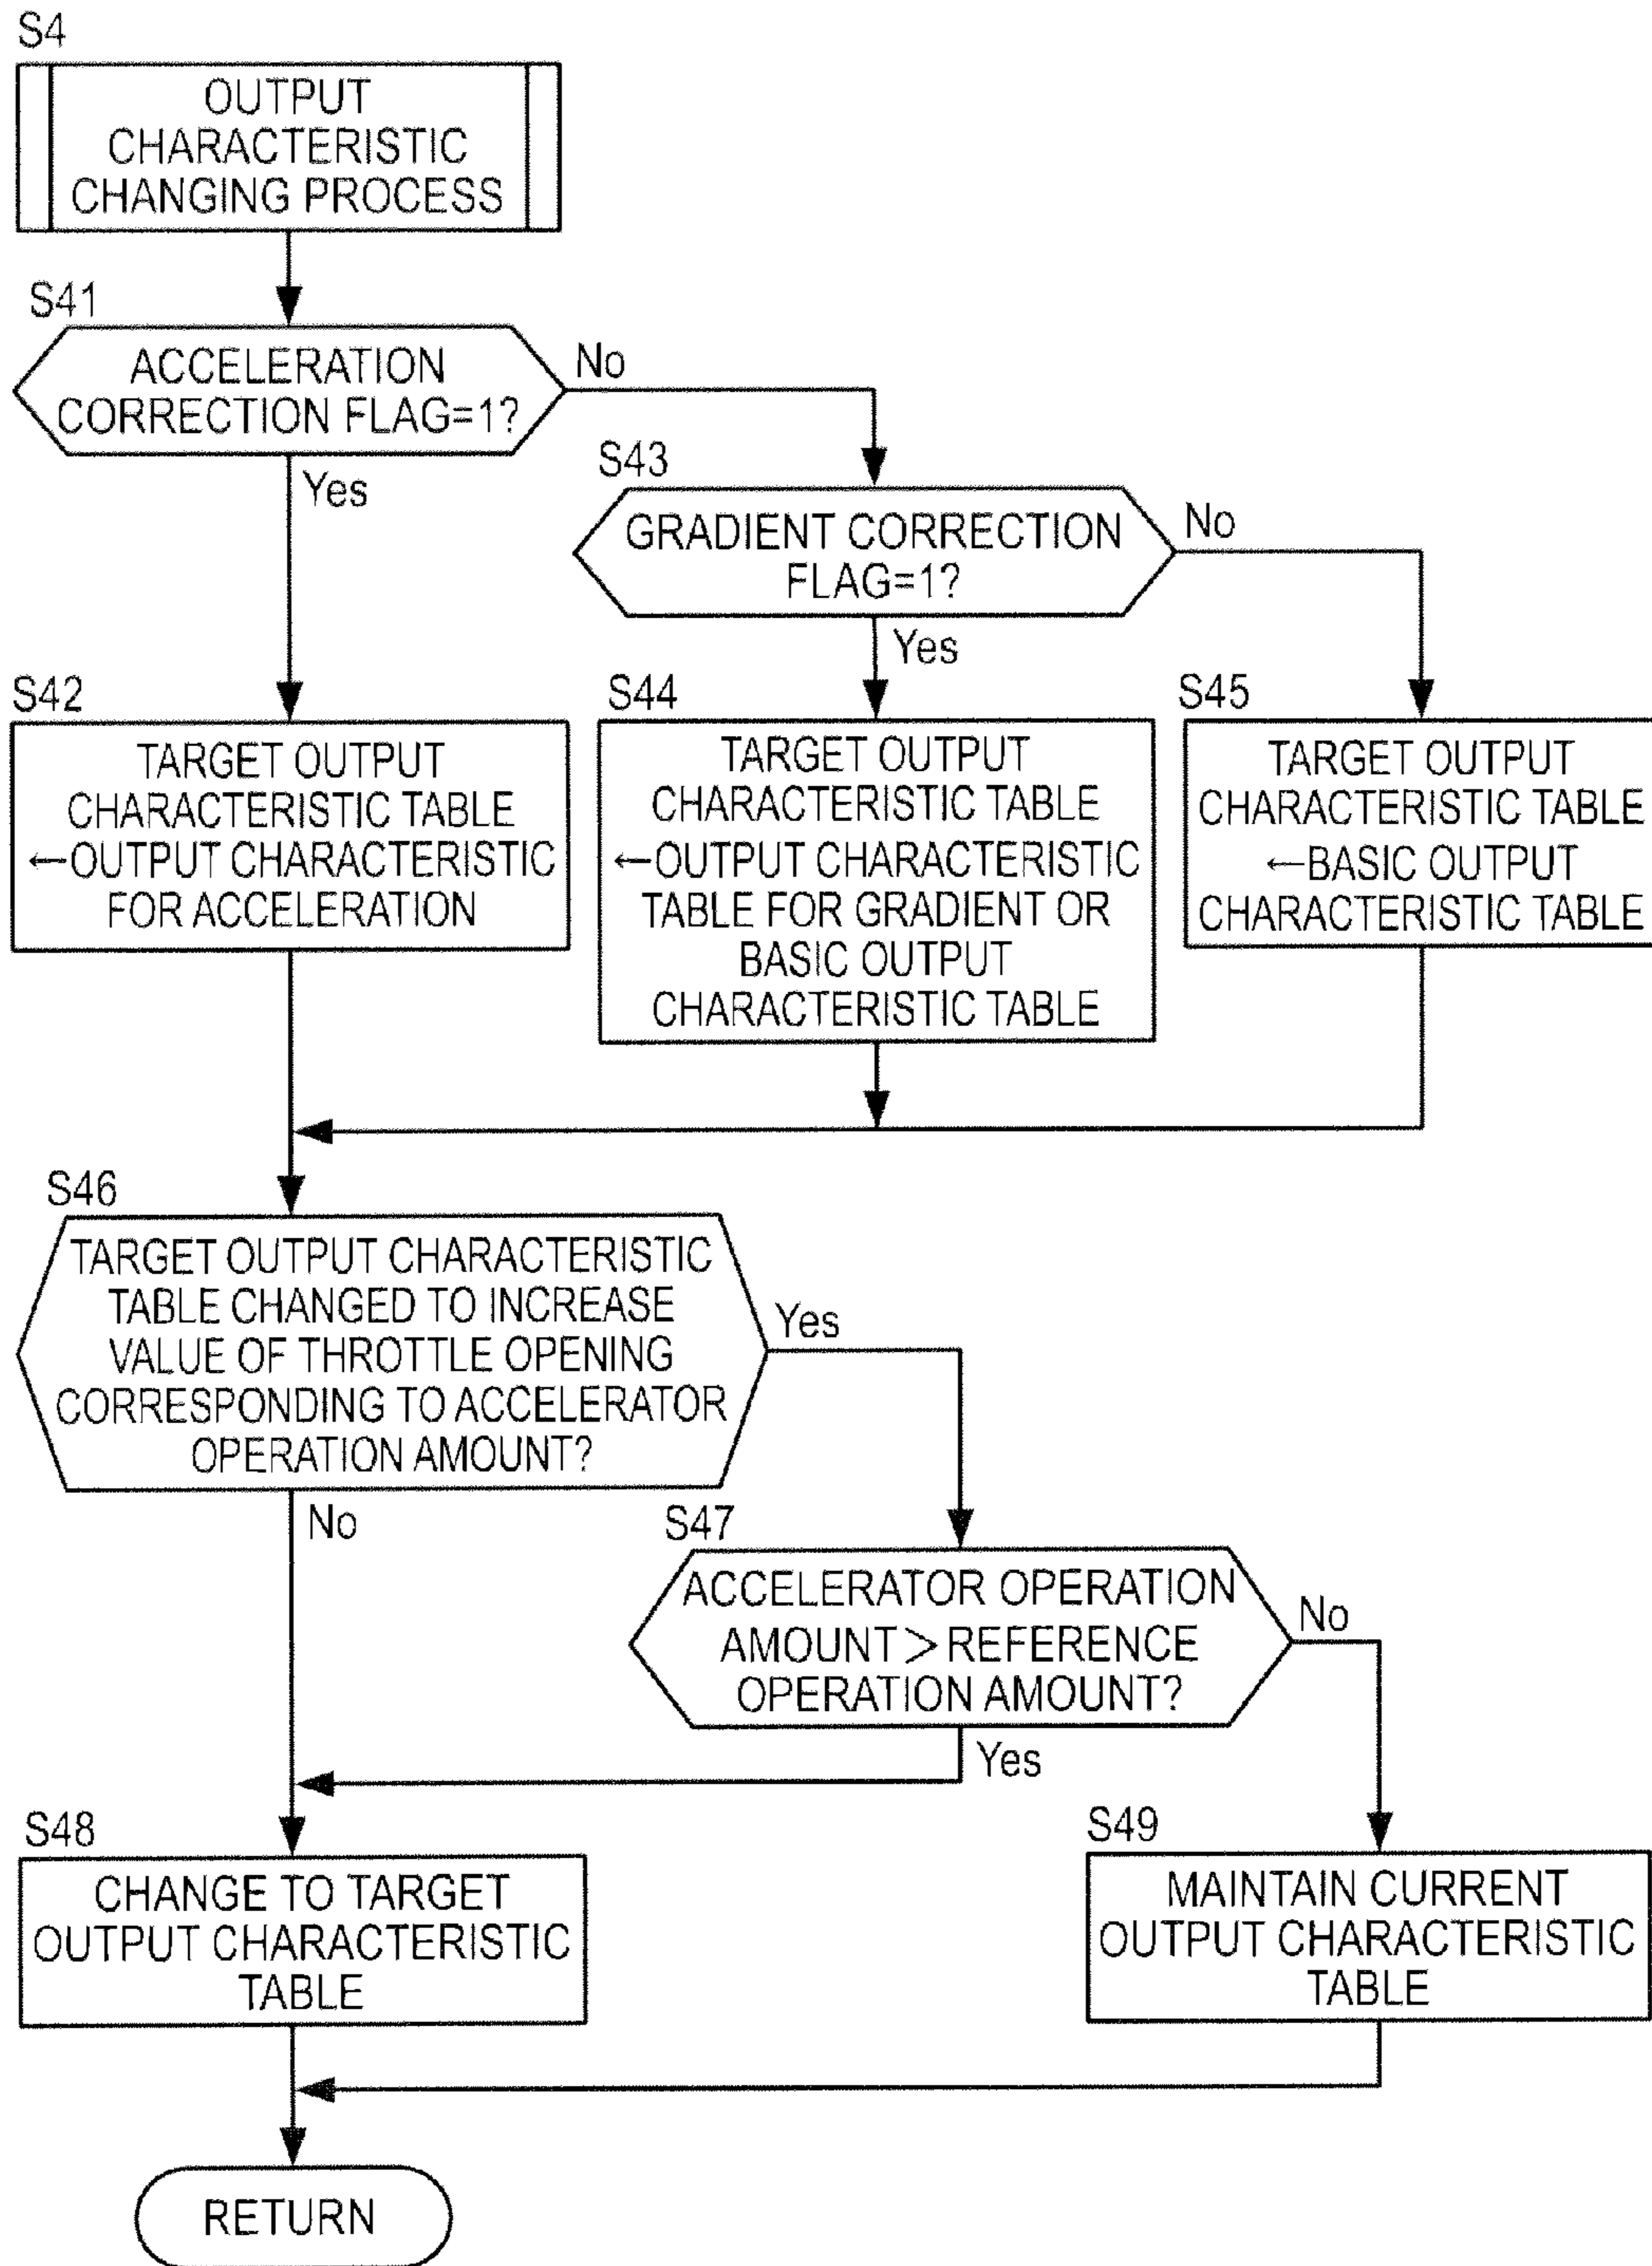 S4
OUTPUT
CHARACTERISTIC
CHANGING PROCESS
S41
ACCELERATION
CORRECTION FLAG=1?
No
Yes
S43
GRADIENT CORRECTION
FLAG=1?
No
Yes
S42
TARGET OUTPUT
CHARACTERISTIC TABLE
←OUTPUT CHARACTERISTIC
FOR ACCELERATION
S44
TARGET OUTPUT
CHARACTERISTIC TABLE
←OUTPUT CHARACTERISTIC
TABLE FOR GRADIENT OR
BASIC OUTPUT
CHARACTERISTIC TABLE
S45
TARGET OUTPUT
CHARACTERISTIC TABLE
←BASIC OUTPUT
CHARACTERISTIC TABLE
S46
TARGET OUTPUT CHARACTERISTIC
TABLE CHANGED TO INCREASE
VALUE OF THROTTLE OPENING
CORRESPONDING TO ACCELERATOR
OPERATION AMOUNT?
Yes
No
S47
ACCELERATOR OPERATION
AMOUNT>REFERENCE
OPERATION AMOUNT?
No
Yes
S48
CHANGE TO TARGET
OUTPUT CHARACTERISTIC
TABLE
S49
MAINTAIN CURRENT
OUTPUT CHARACTERISTIC
TABLE
RETURN